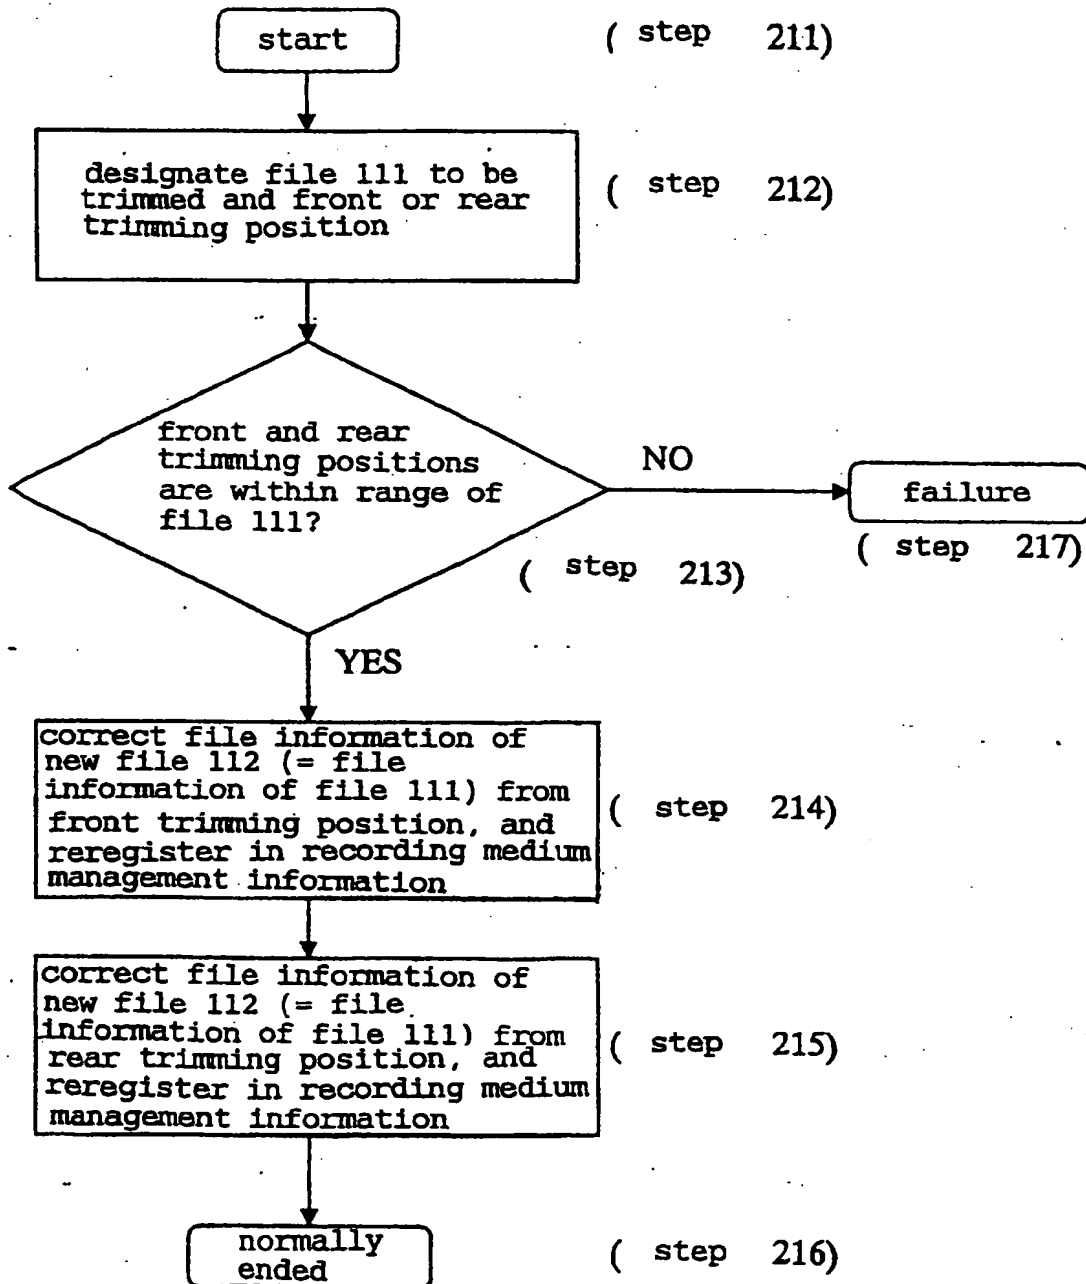 start
( step 211)
designate file 111 to be
trimmed and front or rear
trimming position
( step 212)
front and rear
trimming positions
are within range of
file 111?
NO
failure
( step 217)
( step 213)
YES
correct file information of
new file 112 (= file
information of file 111) from
front trimming position, and
reregister in recording medium
management information
( step 214)
correct file information of
new file 112 (= file
information of file 111) from
rear trimming position, and
reregister in recording medium
management information
( step 215)
normally
ended
( step 216)